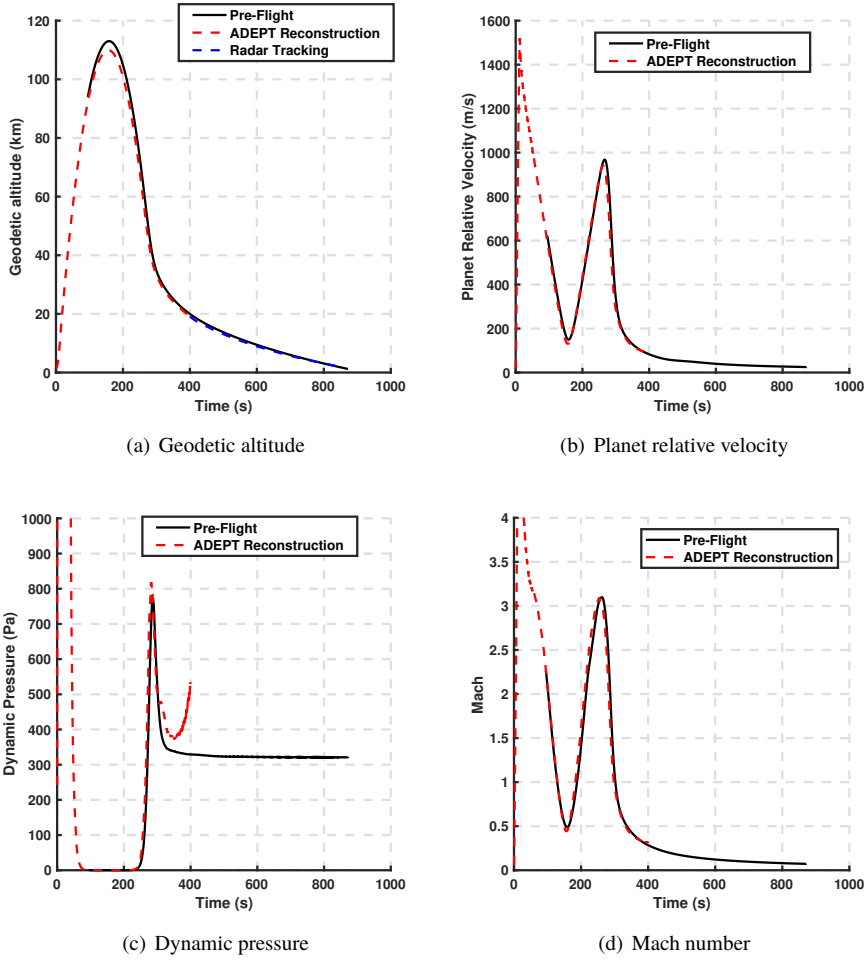 Pre-Flight
ADEPT Reconstruction
Radar Tracking
120
100
80
60
40
20
0
Geodetic altitude (km)
0 200 400 600 800 1000
Time (s)
(a) Geodetic altitude
Pre-Flight
ADEPT Reconstruction
1600
1400
1200
1000
800
600
400
200
0
Planet Relative Velocity (m/s)
0 200 400 600 800 1000
Time (s)
(b) Planet relative velocity
Pre-Flight
ADEPT Reconstruction
1000
900
800
700
600
500
400
300
200
100
0
Dynamic Pressure (Pa)
0 200 400 600 800 1000
Time (s)
(c) Dynamic pressure
Pre-Flight
ADEPT Reconstruction
4
3.5
3
2.5
2
1.5
1
0.5
0
Mach
0 200 400 600 800 1000
Time (s)
(d) Mach number